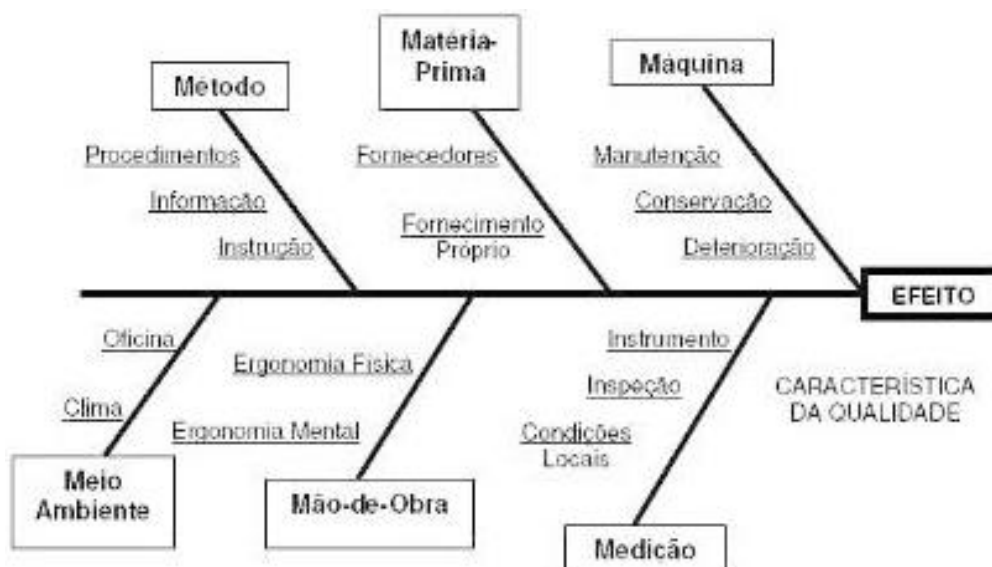 Matéria-
Prima
Máquina
Método
Procedimentos
Informação
Instrução
Fornecedores
Fornecimento
Próprio
Manutenção
Conservação
Deterioração
EFEITO
CARACTERÍSTICA
DA QUALIDADE
Oficina
Clima
Meio
Ambiente
Ergonomia Física
Ergonomia Mental
Mão-de-Obra
Instrumento
Inspeção
Condições
Locais
Medição